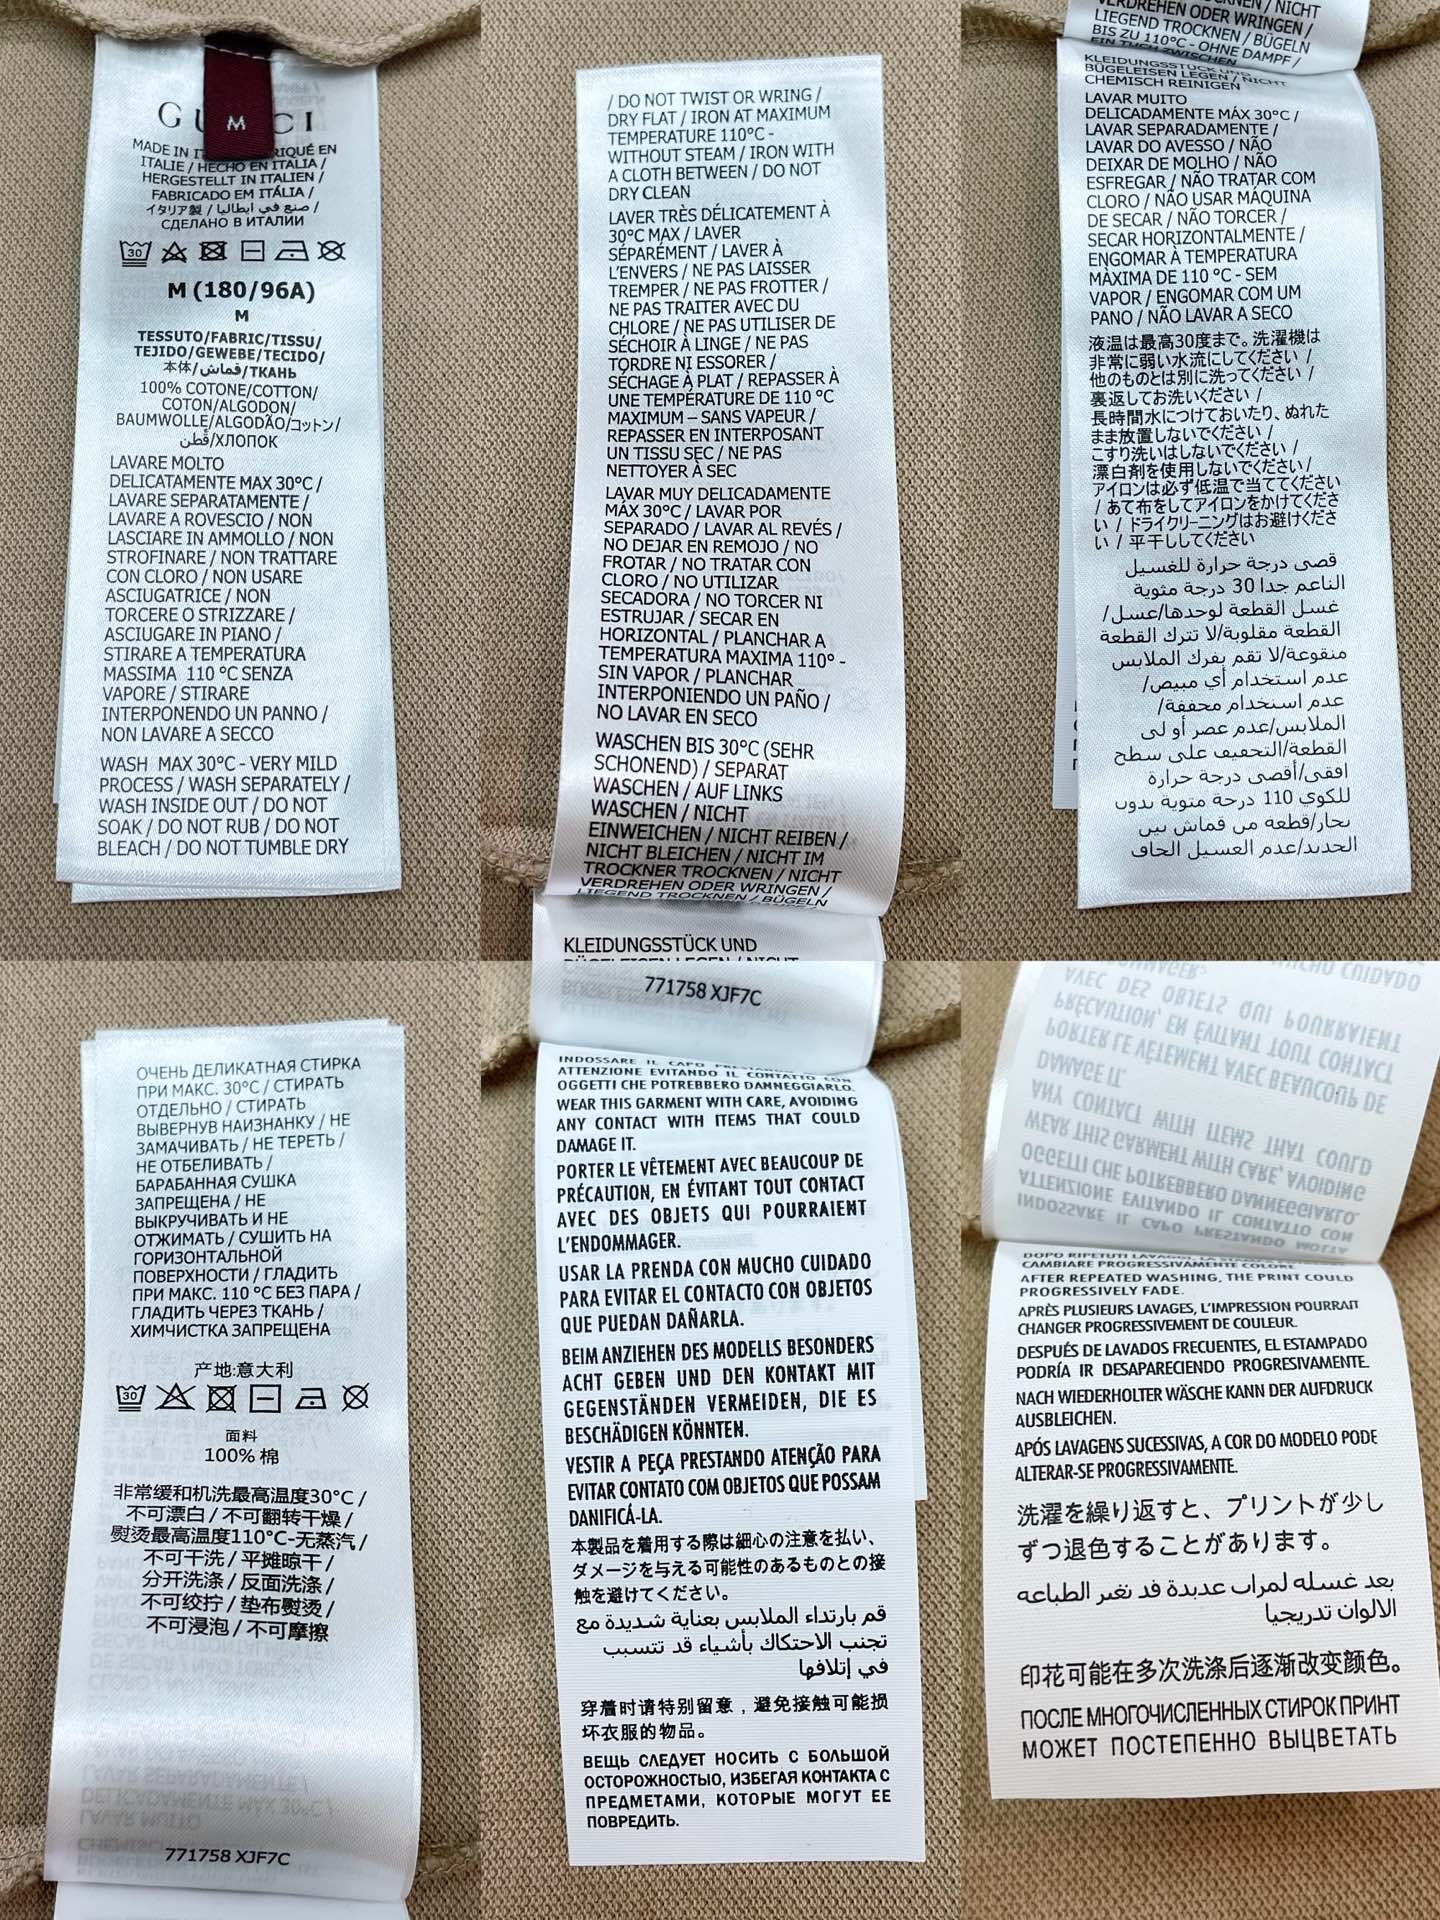 GUCCI
M
MADE IN IT
RIQUÉ EN
ITALIE / HECHO EN ITALIA /
HERGESTELLT IN ITALIEN /
FABRICADO EM ITÁLIA /
イタリア製 / صنع في ايطاليا /
СДЕЛАНО В ИТАЛИИ
30
M (180/96A)
M
TESSUTO/FABRIC/TISSU/
TEJIDO/GEWEBE/TECIDO/
本体/قماش/ТКАНЬ
100% COTONE/COTTON/
COTON/ALGODON/
BAUMWOLLE/ALGODÃO/コットン/
قطن/ХЛОПОК
LAVARE MOLTO
DELICATAMENTE MAX 30°C /
LAVARE SEPARATAMENTE /
LAVARE A ROVESCIO / NON
LASCIARE IN AMMOLLO / NON
STROFINARE / NON TRATTARE
CON CLORO / NON USARE
ASCIUGATRICE / NON
TORCERE O STRIZZARE /
ASCIUGARE IN PIANO /
STIRARE A TEMPERATURA
MASSIMA 110 °C SENZA
VAPORE / STIRARE
INTERPONENDO UN PANNO /
NON LAVARE A SECCO
WASH MAX 30°C - VERY MILD
PROCESS / WASH SEPARATELY /
WASH INSIDE OUT / DO NOT
SOAK / DO NOT RUB / DO NOT
BLEACH / DO NOT TUMBLE DRY
/ DO NOT TWIST OR WRING /
DRY FLAT / IRON AT MAXIMUM
TEMPERATURE 110°C -
WITHOUT STEAM / IRON WITH
A CLOTH BETWEEN / DO NOT
DRY CLEAN
LAVER TRÈS DÉLICATEMENT À
30°C MAX / LAVER
SÉPARÉMENT / LAVER À
L'ENVERS / NE PAS LAISSER
TREMPER / NE PAS FROTTER /
NE PAS TRAITER AVEC DU
CHLORE / NE PAS UTILISER DE
SÉCHOIR À LINGE / NE PAS
TORDRE NI ESSORER /
SÉCHAGE À PLAT / REPASSER À
UNE TEMPÉRATURE DE 110 °C
MAXIMUM – SANS VAPEUR /
REPASSER EN INTERPOSANT
UN TISSU SEC / NE PAS
NETTOYER À SEC
LAVAR MUY DELICADAMENTE
MÁX 30°C / LAVAR POR
SEPARADO / LAVAR AL REVÉS /
NO DEJAR EN REMOJO / NO
FROTAR / NO TRATAR CON
CLORO / NO UTILIZAR
SECADORA / NO TORCER NI
ESTRUJAR / SECAR EN
HORIZONTAL / PLANCHAR A
TEMPERATURA MAXIMA 110° -
SIN VAPOR / PLANCHAR
INTERPONIENDO UN PAÑO /
NO LAVAR EN SECO
WASCHEN BIS 30°C (SEHR
SCHONEND) / SEPARAT
WASCHEN / AUF LINKS
WASCHEN / NICHT
EINWEICHEN / NICHT REIBEN /
NICHT BLEICHEN / NICHT IM
TROCKNER TROCKNEN / NICHT
VERDREHEN ODER WRINGEN /
LIEGEND TROCKNEN / BÜGELN
KLEIDUNGSSTÜCK UND
TROCKNEN / NICHT
VERDREHEN ODER WRINGEN /
LIEGEND TROCKNEN / BÜGELN
BIS ZU 110°C - OHNE DAMPF /
EIN TUCH ZWISCHEN
KLEIDUNGSSTÜCK UND
BÜGELEISEN LEGEN / NICHT
CHEMISCH REINIGEN
LAVAR MUITO
DELICADAMENTE MÁX 30°C /
LAVAR SEPARADAMENTE /
LAVAR DO AVESSO / NÃO
DEIXAR DE MOLHO / NÃO
ESFREGAR / NÃO TRATAR COM
CLORO / NÃO USAR MÁQUINA
DE SECAR / NÃO TORCER /
SECAR HORIZONTALMENTE /
ENGOMAR À TEMPERATURA
MÀXIMA DE 110 °C - SEM
VAPOR / ENGOMAR COM UM
PANO / NÃO LAVAR A SECO
液温は最高30度まで。洗濯機は
非常に弱い水流にしてください /
他のものとは別に洗ってください /
裏返してお洗いください /
長時間水につけておいたり、ぬれた
まま放置しないでください /
こすり洗いはしないでください /
漂白剤を使用しないでください /
アイロンは必ず低温で当ててください
/ あて布をしてアイロンをかけてくださ
い / ドライクリーニングはお避けくださ
い / 平干ししてください
قصى درجة حرارة للغسيل
الناعم جدا 30 درجة مثوية
غسل القطعة لوحدها/غسل/
القطعة مقلوبة/لا تترك القطعة
منقوعة/لا تقم بفرك الملابس
عدم استخدام أي مبيض/
عدم استخدام مجففة/
الملابس/عدم عصر أو لى
القطعة/التجفيف على سطح
افقى/أقصى درجة حرارة
للكوي 110 درجة مثوية بدون
بخار/قطعة من قماش بين
الحديد/عدم الغسيل الجاف
ОЧЕНЬ ДЕЛИКАТНАЯ СТИРКА
ПРИ МАКС. 30°C / СТИРАТЬ
ОТДЕЛЬНО / СТИРАТЬ
ВЫВЕРНУВ НАИЗНАНКУ / НЕ
ЗАМАЧИВАТЬ / НЕ ТЕРЕТЬ /
НЕ ОТБЕЛИВАТЬ /
БАРАБАННАЯ СУШКА
ЗАПРЕЩЕНА / НЕ
ВЫКРУЧИВАТЬ И НЕ
ОТЖИМАТЬ / СУШИТЬ НА
ГОРИЗОНТАЛЬНОЙ
ПОВЕРХНОСТИ / ГЛАДИТЬ
ПРИ МАКС. 110 °C БЕЗ ПАРА /
ГЛАДИТЬ ЧЕРЕЗ ТКАНЬ /
ХИМЧИСТКА ЗАПРЕЩЕНА
产地:意大利
30
面料
100% 棉
非常缓和机洗最高温度30°C /
不可漂白 / 不可翻转干燥 /
熨烫最高温度110°C-无蒸汽 /
不可干洗 / 平摊晾干 /
分开洗涤 / 反面洗涤 /
不可绞拧 / 垫布熨烫 /
不可浸泡 / 不可摩擦
771758 XJF7C
771758 XJF7C
INDOSSARE IL CAPO PRESTANDO
ATTENZIONE EVITANDO IL CONTATTO CON
OGGETTI CHE POTREBBERO DANNEGGIARLO.
WEAR THIS GARMENT WITH CARE, AVOIDING
ANY CONTACT WITH ITEMS THAT COULD
DAMAGE IT.
PORTER LE VÊTEMENT AVEC BEAUCOUP DE
PRÉCAUTION, EN ÉVITANT TOUT CONTACT
AVEC DES OBJETS QUI POURRAIENT
L'ENDOMMAGER.
USAR LA PRENDA CON MUCHO CUIDADO
PARA EVITAR EL CONTACTO CON OBJETOS
QUE PUEDAN DAÑARLA.
BEIM ANZIEHEN DES MODELLS BESONDERS
ACHT GEBEN UND DEN KONTAKT MIT
GEGENSTÄNDEN VERMEIDEN, DIE ES
BESCHÄDIGEN KÖNNTEN.
VESTIR A PEÇA PRESTANDO ATENÇÃO PARA
EVITAR CONTATO COM OBJETOS QUE POSSAM
DANIFICÁ-LA.
本製品を着用する際は細心の注意を払い、
ダメージを与える可能性のあるものとの接
触を避けてください。
قم بارتداء الملابس بعناية شديدة مع
تجنب الاحتكاك بأشياء قد تتسبب
في إتلافها
穿着时请特别留意，避免接触可能损
坏衣服的物品。
ВЕЩЬ СЛЕДУЕТ НОСИТЬ С БОЛЬШОЙ
ОСТОРОЖНОСТЬЮ, ИЗБЕГАЯ КОНТАКТА С
ПРЕДМЕТАМИ, КОТОРЫЕ МОГУТ ЕЕ
ПОВРЕДИТЬ.
DOPO RIPETUTI LAVAGGI, LA
CAMBIARE PROGRESSIVAMENTE COLORE
AFTER REPEATED WASHING, THE PRINT COULD
PROGRESSIVELY FADE.
APRÈS PLUSIEURS LAVAGES, L'IMPRESSION POURRAIT
CHANGER PROGRESSIVEMENT DE COULEUR.
DESPUÉS DE LAVADOS FRECUENTES, EL ESTAMPADO
PODRÍA IR DESAPARECIENDO PROGRESIVAMENTE.
NACH WIEDERHOLTER WÄSCHE KANN DER AUFDRUCK
AUSBLEICHEN.
APÓS LAVAGENS SUCESSIVAS, A COR DO MODELO PODE
ALTERAR-SE PROGRESSIVAMENTE.
洗濯を繰り返すと、プリントが少し
ずつ退色することがあります。
بعد غسله لمرات عديدة قد تغير الطباعه
الالوان تدريجيا
印花可能在多次洗涤后逐渐改变颜色。
ПОСЛЕ МНОГОЧИСЛЕННЫХ СТИРОК ПРИНТ
МОЖЕТ ПОСТЕПЕННО ВЫЦВЕТАТЬ